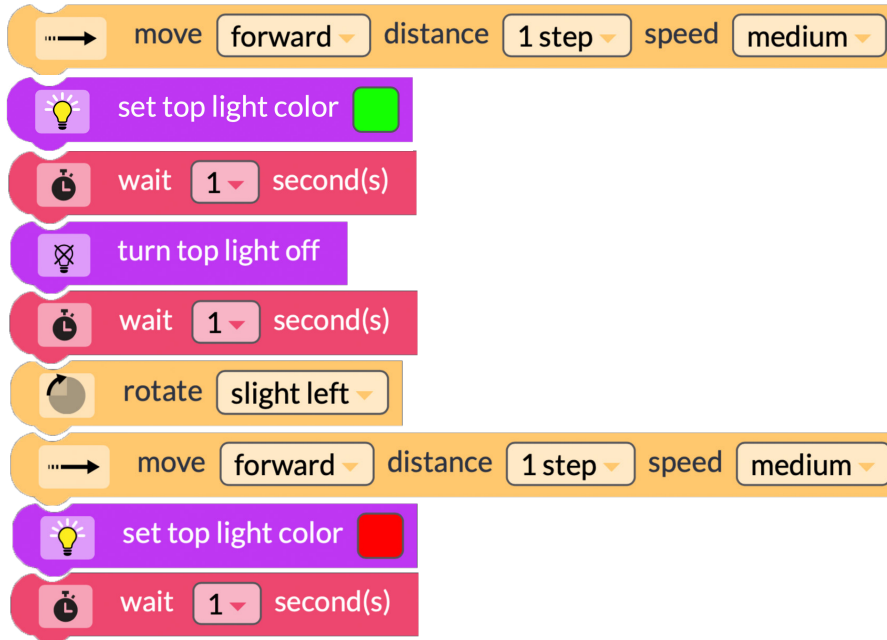 move forward distance 1 step speed medium
set top light color
wait 1 second(s)
turn top light off
wait 1 second(s)
rotate slight left
move forward distance 1 step speed medium
set top light color
wait 1 second(s)